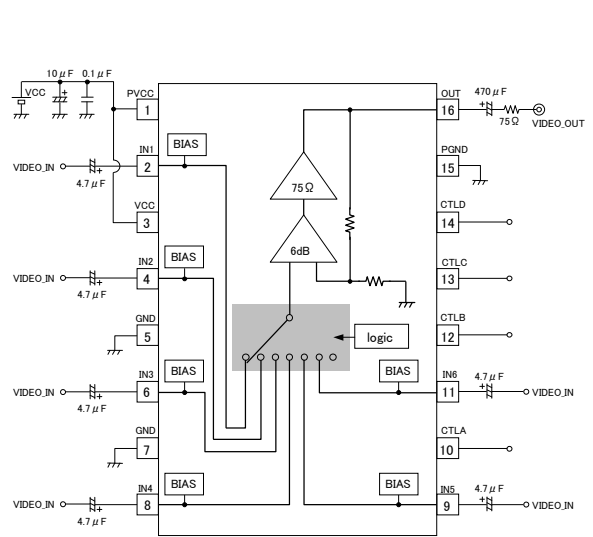 10μF 0.1μF
VCC
PVCC
1
IN1
VIDEO_IN
2
4.7μF
BIAS
VCC
3
IN2
VIDEO_IN
4
4.7μF
BIAS
GND
5
IN3
VIDEO_IN
6
4.7μF
BIAS
GND
7
IN4
VIDEO_IN
8
4.7μF
BIAS
75Ω
6dB
logic
OUT
16
470μF
75Ω
VIDEO_OUT
PGND
15
CTLD
14
CTLC
13
CTLB
12
BIAS
IN6
11
4.7μF
VIDEO_IN
CTLA
10
BIAS
IN5
9
4.7μF
VIDEO_IN